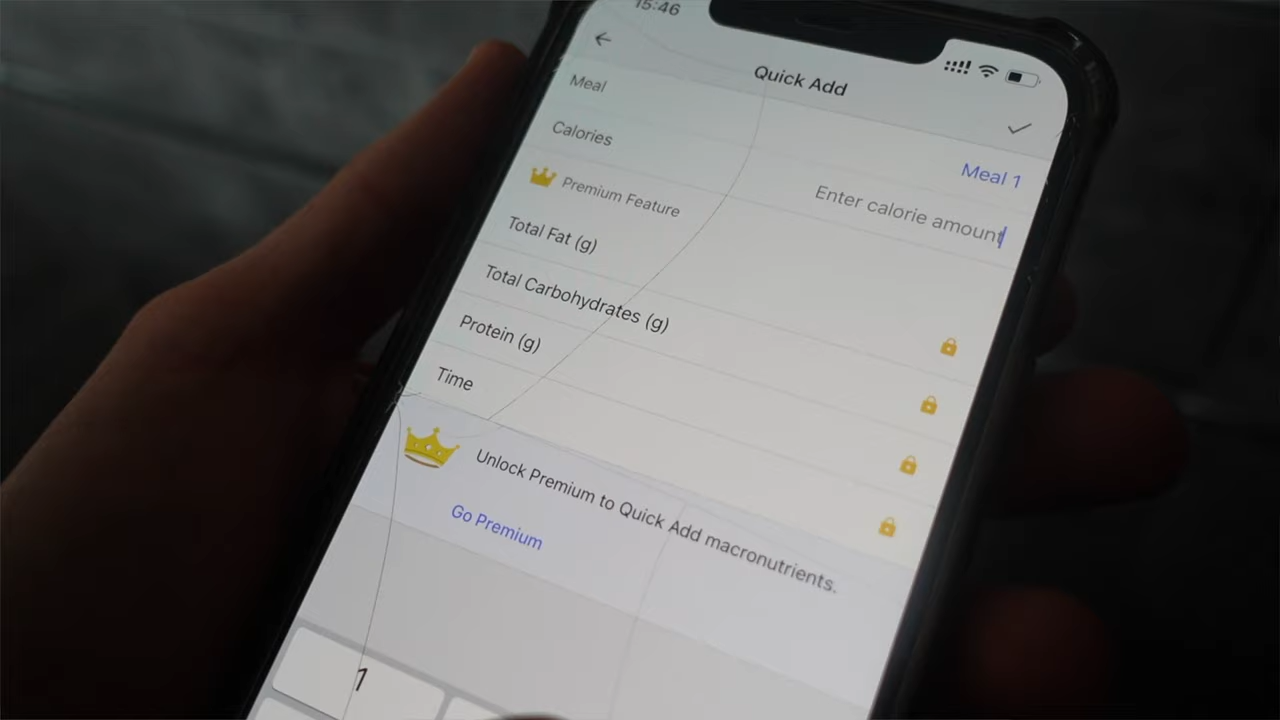 15:46
Quick Add
Meal
Meal 1
Calories
Enter calorie amount
Premium Feature
Total Fat (g)
Total Carbohydrates (g)
Protein (g)
Time
Unlock Premium to Quick Add macronutrients.
Go Premium
1